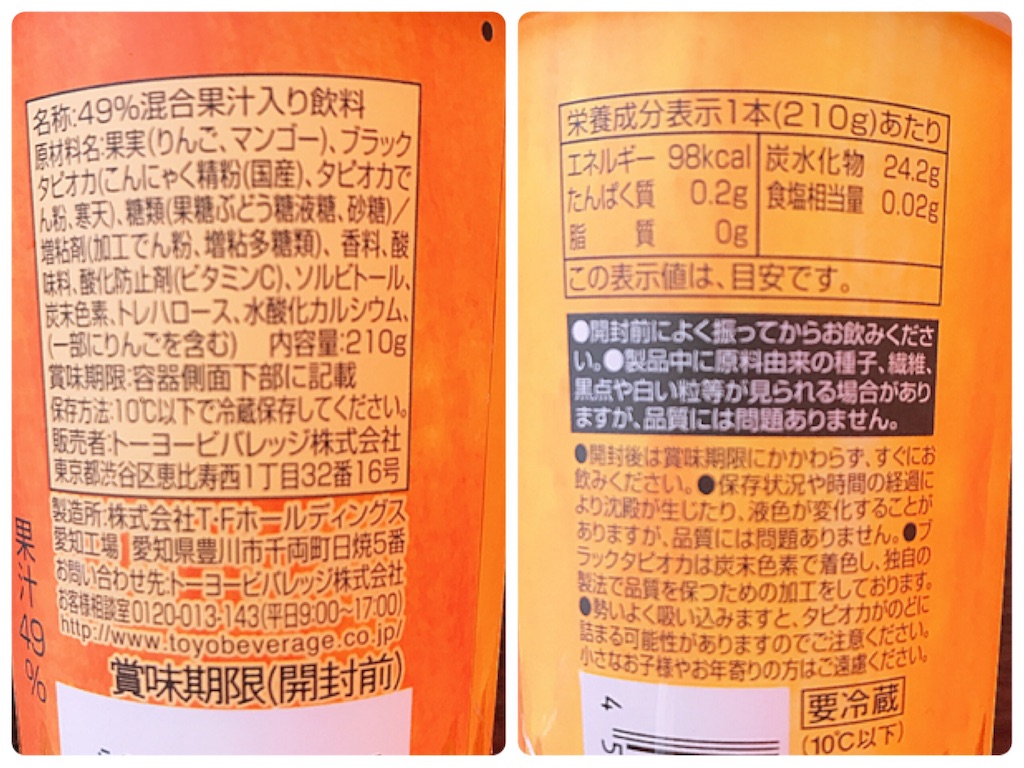 名称:49%混合果汁入り飲料
原材料名:果実(りんご、マンゴー)、ブラック
タピオカ(こんにゃく精粉(国産)、タピオカで
ん粉、寒天)、糖類(果糖ぶどう糖液糖、砂糖)/
増粘剤(加工でん粉、増粘多糖類)、香料、酸
味料、酸化防止剤(ビタミンC)、ソルビトール、
炭末色素、トレハロース、水酸化カルシウム、
(一部にりんごを含む) 内容量:210g
賞味期限:容器側面下部に記載
保存方法:10℃以下で冷蔵保存してください。
販売者:トーヨービバレッジ株式会社
東京都渋谷区恵比寿西1丁目32番16号
製造所:株式会社T・Fホールディングス
愛知工場 愛知県豊川市千両町日焼5番
お問い合わせ先:トーヨービバレッジ株式会社
お客様相談室0120-013-143(平日9:00~17:00)
http://www.toyobeverage.co.jp/
賞味期限(開封前)
果汁49%
栄養成分表示1本(210g)あたり
エネルギー 98kcal 炭水化物 24.2g
たんぱく質 0.2g 食塩相当量 0.02g
脂質 0g
この表示値は、目安です。
●開封前によく振ってからお飲みくださ
い。●製品中に原料由来の種子、繊維、
黒点や白い粒等が見られる場合があり
ますが、品質には問題ありません。
●開封後は賞味期限にかかわらず、すぐにお
飲みください。●保存状況や時間の経過に
より沈殿が生じたり、液色が変化することが
ありますが、品質には問題ありません。●ブ
ラックタピオカは炭末色素で着色し、独自の
製法で品質を保つための加工をしております。
●勢いよく吸い込みますと、タピオカがのどに
詰まる可能性がありますのでご注意ください。
小さなお子様やお年寄りの方はご遠慮ください。
要冷蔵
(10℃以下)
4
5